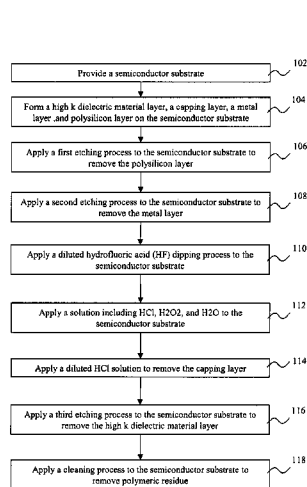 102
Provide a semiconductor substrate
104
Form a high k dielectric material layer, a capping layer, a metal
layer ,and polysilicon layer on the semiconductor substrate
106
Apply a first etching process to the semiconductor substrate to
remove the polysilicon layer
108
Apply a second etching process to the semiconductor substrate to
remove the metal layer
110
Apply a diluted hydrofluoric acid (HF) dipping process to the
semiconductor substrate
112
Apply a solution including HCl, H2O2, and H2O to the
semiconductor substrate
114
Apply a diluted HCl solution to remove the capping layer
116
Apply a third etching process to the semiconductor substrate to
remove the high k dielectric material layer
118
Apply a cleaning process to the semiconductor substrate to
remove polymeric residue